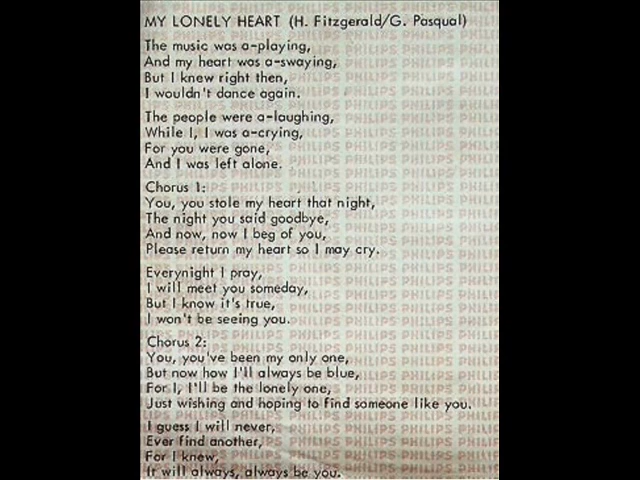 MY LONELY HEART (H. Fitzgerald/G. Pasqual)
The music was a-playing,
And my heart was a-swaying,
But I knew right then,
I wouldn't dance again.
The people were a-laughing,
While I, I was a-crying,
For you were gone,
And I was left alone.
Chorus 1:
You, you stole my heart that night,
The night you said goodbye,
And now, now I beg of you,
Please return my heart so I may cry.
Everynight I pray,
I will meet you someday,
But I know it's true,
I won't be seeing you.
Chorus 2:
You, you've been my only one,
But now how I'll always be blue,
For I, I'll be the lonely one,
Just wishing and hoping to find someone like you.
I guess I will never,
Ever find another,
For I knew,
It will always, always be you.